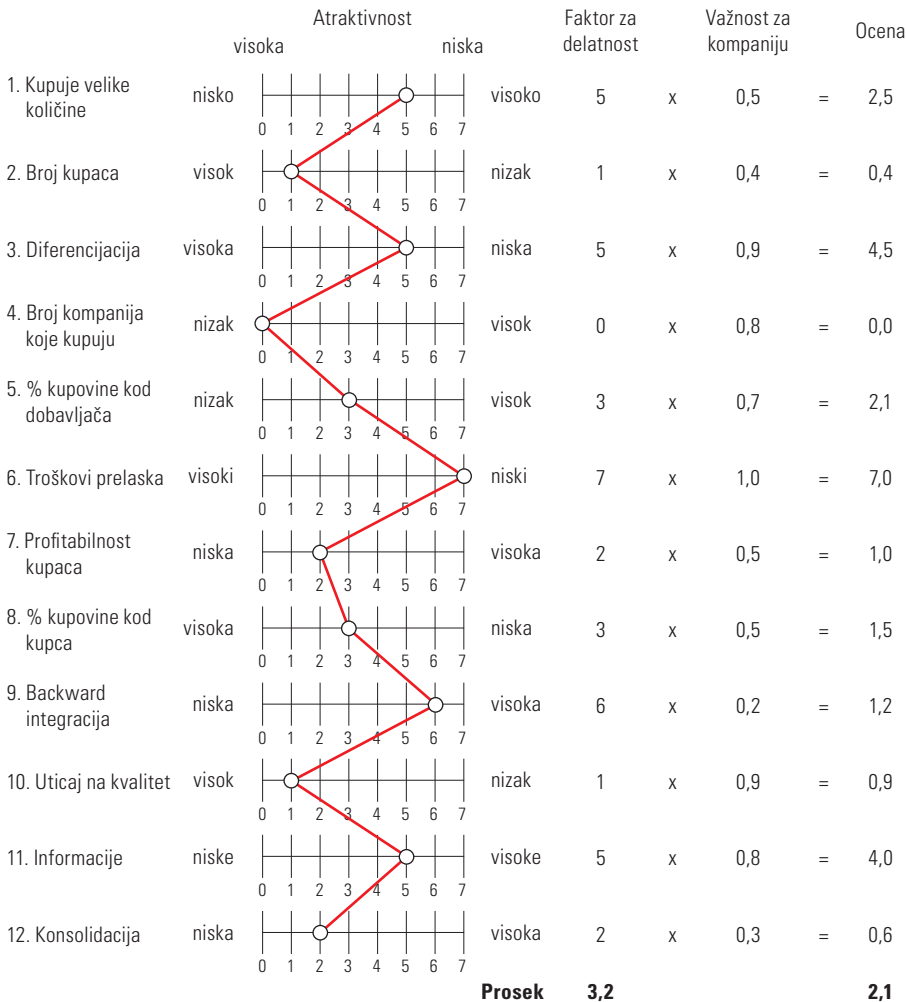 Atraktivnost Faktor za delatnost Važnost za kompaniju Ocena
visoka niska
1. Kupuje velike količine nisko visoko 5 x 0,5 = 2,5
0 1 2 3 4 5 6 7
2. Broj kupaca visok nizak 1 x 0,4 = 0,4
0 1 2 3 4 5 6 7
3. Diferencijacija visoka niska 5 x 0,9 = 4,5
0 1 2 3 4 5 6 7
4. Broj kompanija koje kupuju nizak visok 0 x 0,8 = 0,0
0 1 2 3 4 5 6 7
5. % kupovine kod dobavljača nizak visok 3 x 0,7 = 2,1
0 1 2 3 4 5 6 7
6. Troškovi prelaska visoki niski 7 x 1,0 = 7,0
0 1 2 3 4 5 6 7
7. Profitabilnost kupaca niska visoka 2 x 0,5 = 1,0
0 1 2 3 4 5 6 7
8. % kupovine kod kupca visoka niska 3 x 0,5 = 1,5
0 1 2 3 4 5 6 7
9. Backward integracija niska visoka 6 x 0,2 = 1,2
0 1 2 3 4 5 6 7
10. Uticaj na kvalitet visok nizak 1 x 0,9 = 0,9
0 1 2 3 4 5 6 7
11. Informacije niske visoke 5 x 0,8 = 4,0
0 1 2 3 4 5 6 7
12. Konsolidacija niska visoka 2 x 0,3 = 0,6
0 1 2 3 4 5 6 7
Prosek 3,2 2,1